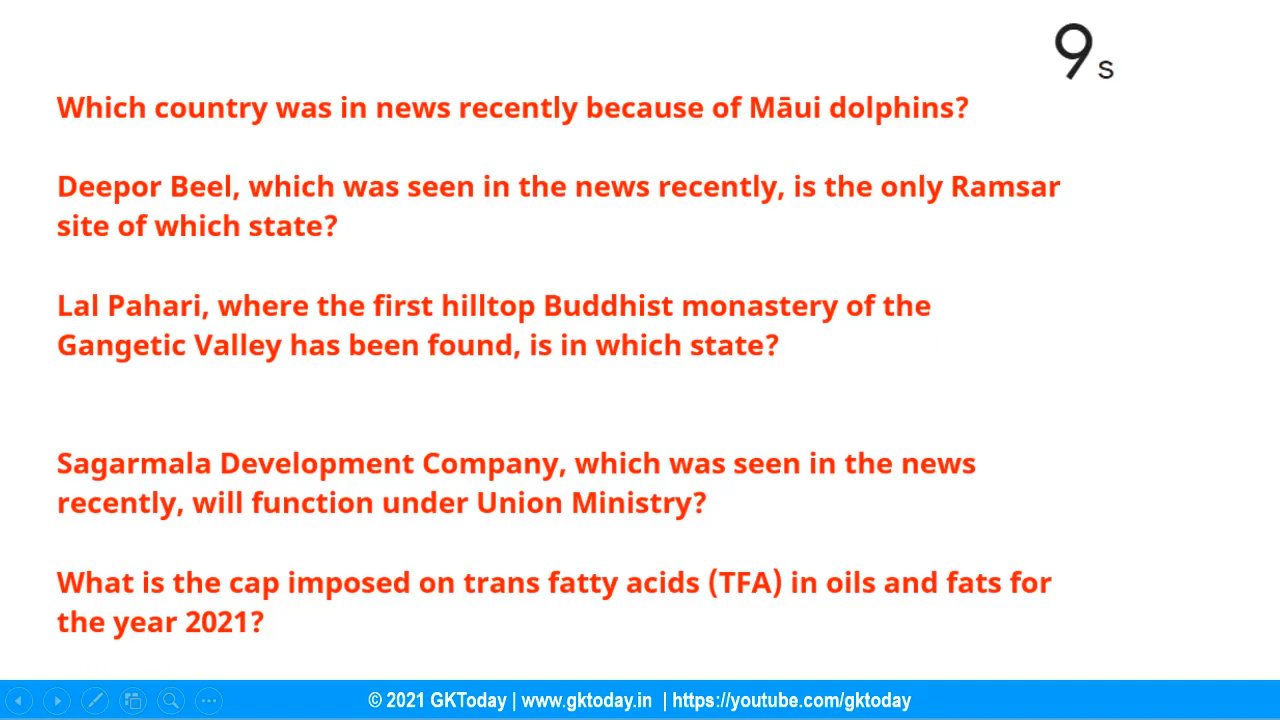 9 s
Which country was in news recently because of Māui dolphins?
Deepor Beel, which was seen in the news recently, is the only Ramsar
site of which state?
Lal Pahari, where the first hilltop Buddhist monastery of the
Gangetic Valley has been found, is in which state?
Sagarmala Development Company, which was seen in the news
recently, will function under Union Ministry?
What is the cap imposed on trans fatty acids (TFA) in oils and fats for
the year 2021?
© 2021 GKToday | www.gktoday.in | https://youtube.com/gktoday